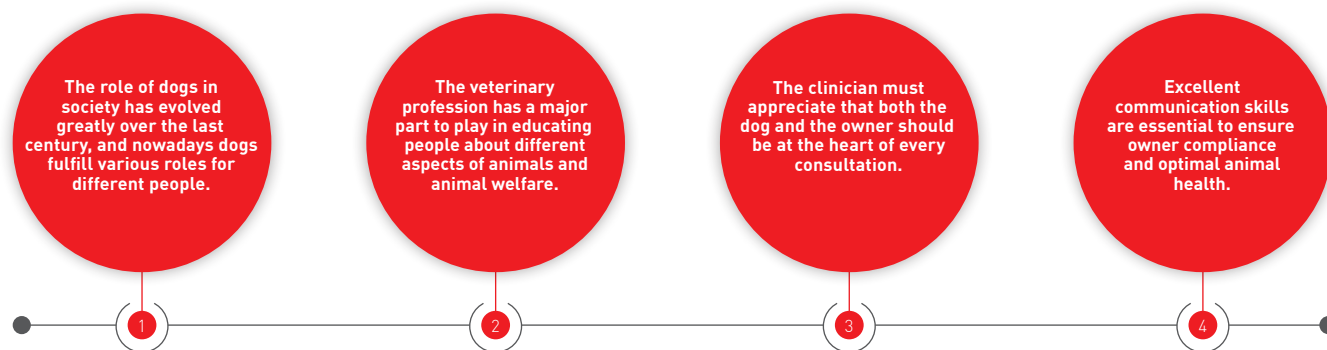 The role of dogs in
society has evolved
greatly over the last
century, and nowadays dogs
fulfill various roles for
different people.
The veterinary
profession has a major
part to play in educating
people about different
aspects of animals and
animal welfare.
The clinician must
appreciate that both the
dog and the owner should
be at the heart of every
consultation.
Excellent
communication skills
are essential to ensure
owner compliance
and optimal animal
health.
1
2
3
4